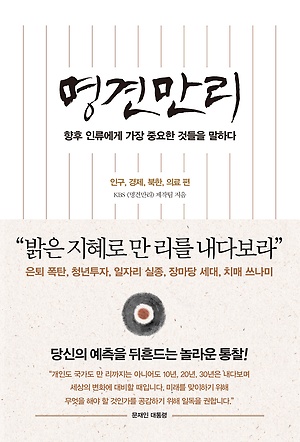 명견만리
향후 인류에게 가장 중요한 것들을 말하다
인구, 경제, 북한, 의료 편
KBS 〈명견만리〉 제작팀 지음
“밝은 지혜로 만 리를 내다보라”
은퇴 폭탄, 청년투자, 일자리 실종, 장마당 세대, 치매 쓰나미
당신의 예측을 뒤흔드는 놀라운 통찰!
“개인도 국가도 만 리까지는 아니어도 10년, 20년, 30년은 내다보며
세상의 변화에 대비할 때입니다. 미래를 맞이하기 위해
무엇을 해야 할 것인가를 공감하기 위해 일독을 권합니다.”
문재인 대통령